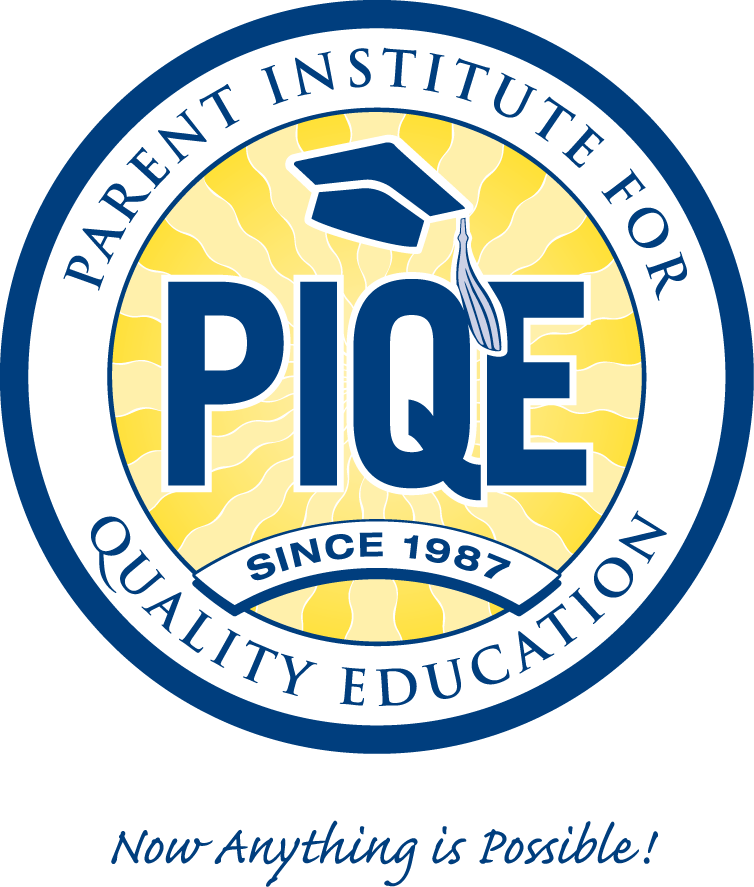 PARENT INSTITUTE FOR
PIQE
SINCE 1987
QUALITY EDUCATION
Now Anything is Possible!